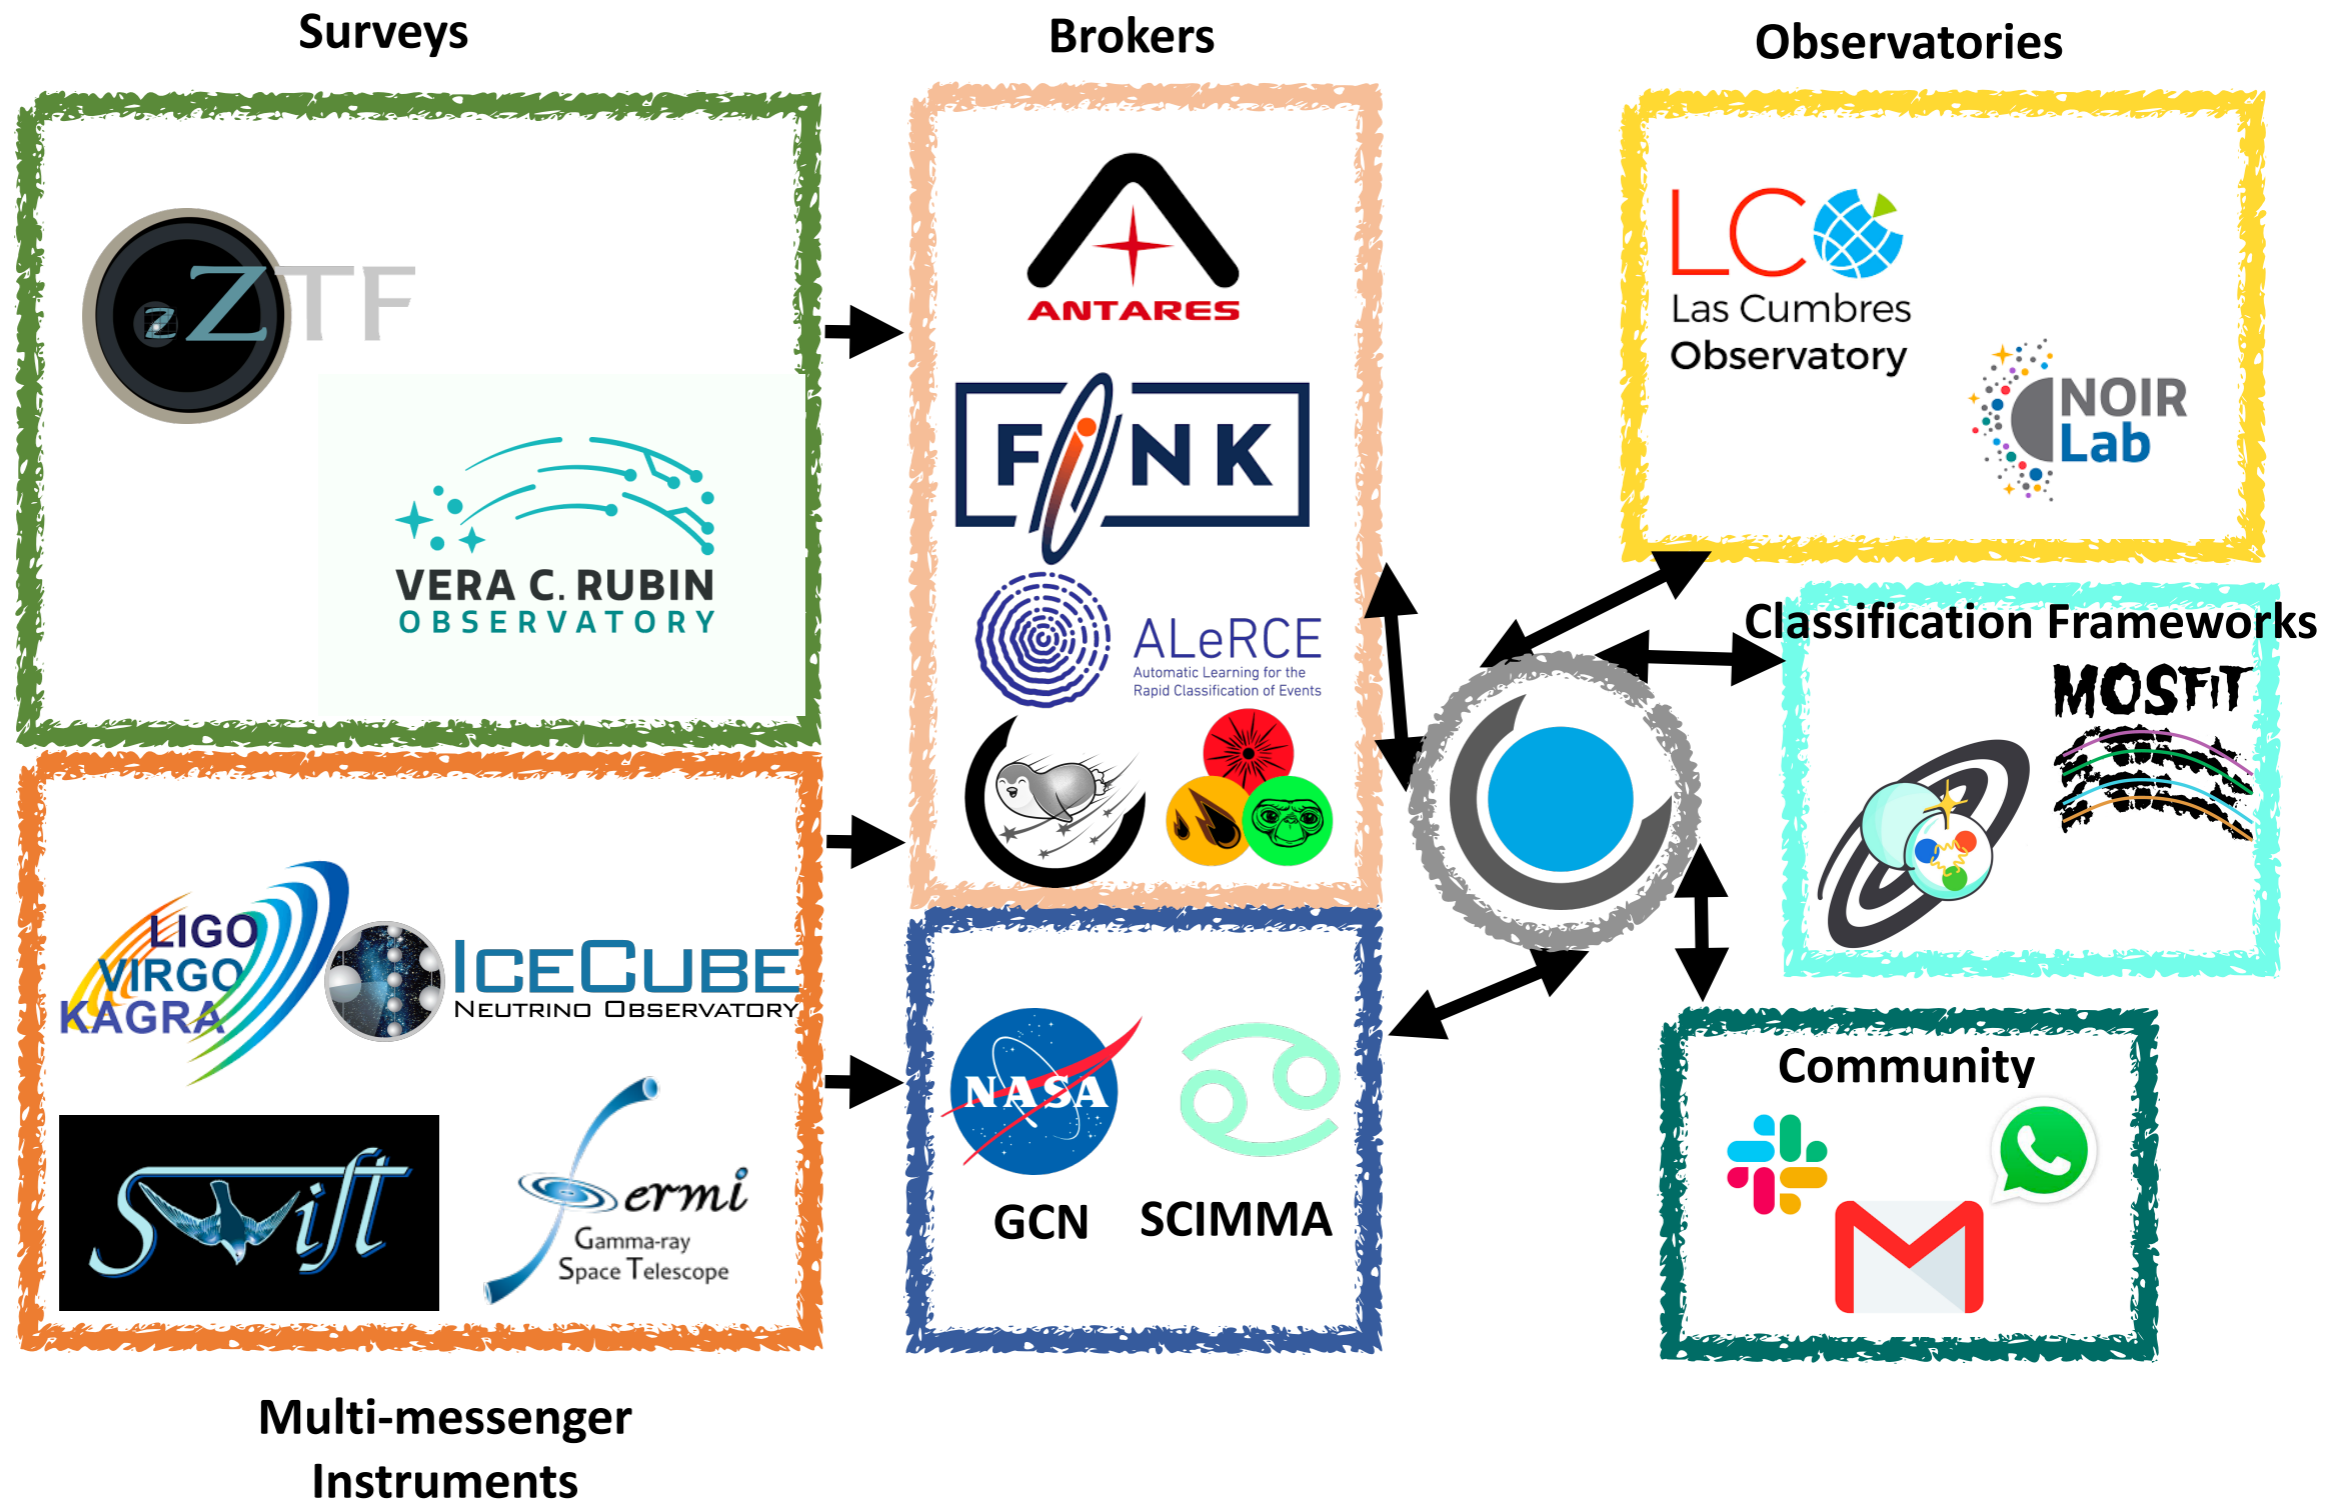 Surveys
Brokers
Observatories
zZTF
VERA C. RUBIN
OBSERVATORY
ANTARES
FINK
ALeRCE
Automatic Learning for the
Rapid Classification of Events
LCO
Las Cumbres
Observatory
NOIR
Lab
Classification Frameworks
MOSFiT
LIGO
VIRGO
KAGRA
ICECUBE
NEUTRINO OBSERVATORY
Swift
Fermi
Gamma-ray
Space Telescope
NASA
GCN
SCIMMA
Community
Multi-messenger
Instruments